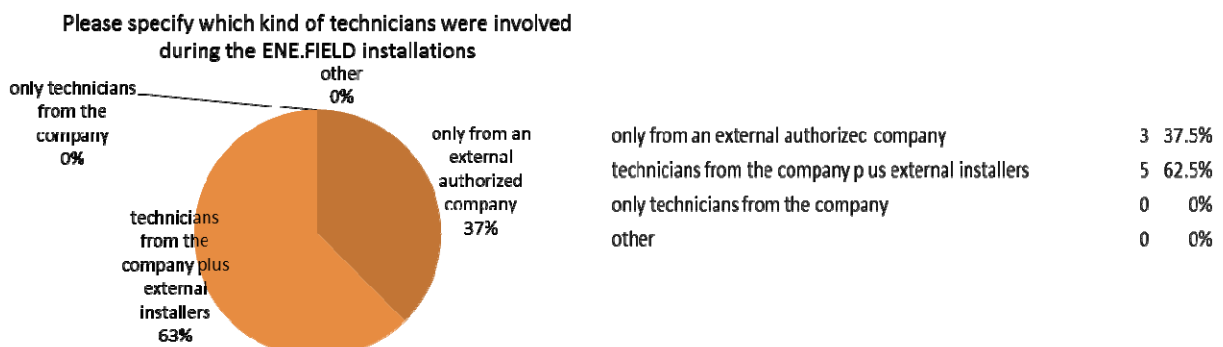 Please specify which kind of technicians were involved
during the ENE.FIELD installations
other
0%
only technicians
from the
company
0%
only from an
external
authorized
company
37%
technicians
from the
company plus
external
installers
63%
only from an external authorizec company 3 37.5%
technicians from the company p us external installers 5 62.5%
only technicians from the company 0 0%
other 0 0%